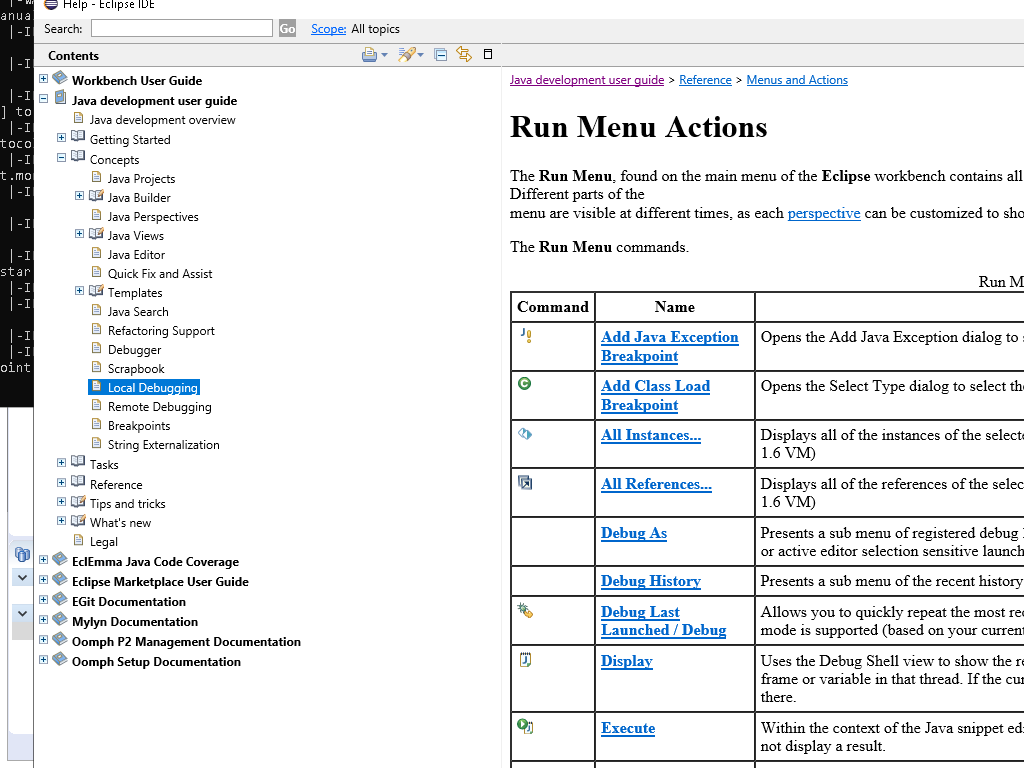 Help - Eclipse IDE
Search:
Go
Scope: All topics
Contents
Workbench User Guide
Java development user guide
Java development overview
Getting Started
Concepts
Java Projects
Java Builder
Java Perspectives
Java Views
Java Editor
Quick Fix and Assist
Templates
Java Search
Refactoring Support
Debugger
Scrapbook
Local Debugging
Remote Debugging
Breakpoints
String Externalization
Tasks
Reference
Tips and tricks
What's new
Legal
EclEmma Java Code Coverage
Eclipse Marketplace User Guide
EGit Documentation
Mylyn Documentation
Oomph P2 Management Documentation
Oomph Setup Documentation
Java development user guide > Reference > Menus and Actions
Run Menu Actions
The Run Menu, found on the main menu of the Eclipse workbench contains all
Different parts of the
menu are visible at different times, as each perspective can be customized to
The Run Menu commands.
Run
Command Name
Add Java Exception
Breakpoint
Opens the Add Java Exception dialog to
Add Class Load
Breakpoint
Opens the Select Type dialog to select
All Instances...
Displays all of the instances of the
1.6 VM)
All References...
Displays all of the references of the
1.6 VM)
Debug As
Presents a sub menu of registered debug
or active editor selection sensitive
Debug History
Presents a sub menu of the recent history
Debug Last
Launched / Debug
Allows you to quickly repeat the most
mode is supported (based on your
Display
Uses the Debug Shell view to show the
frame or variable in that thread. If the
there.
Execute
Within the context of the Java snippet
not display a result.